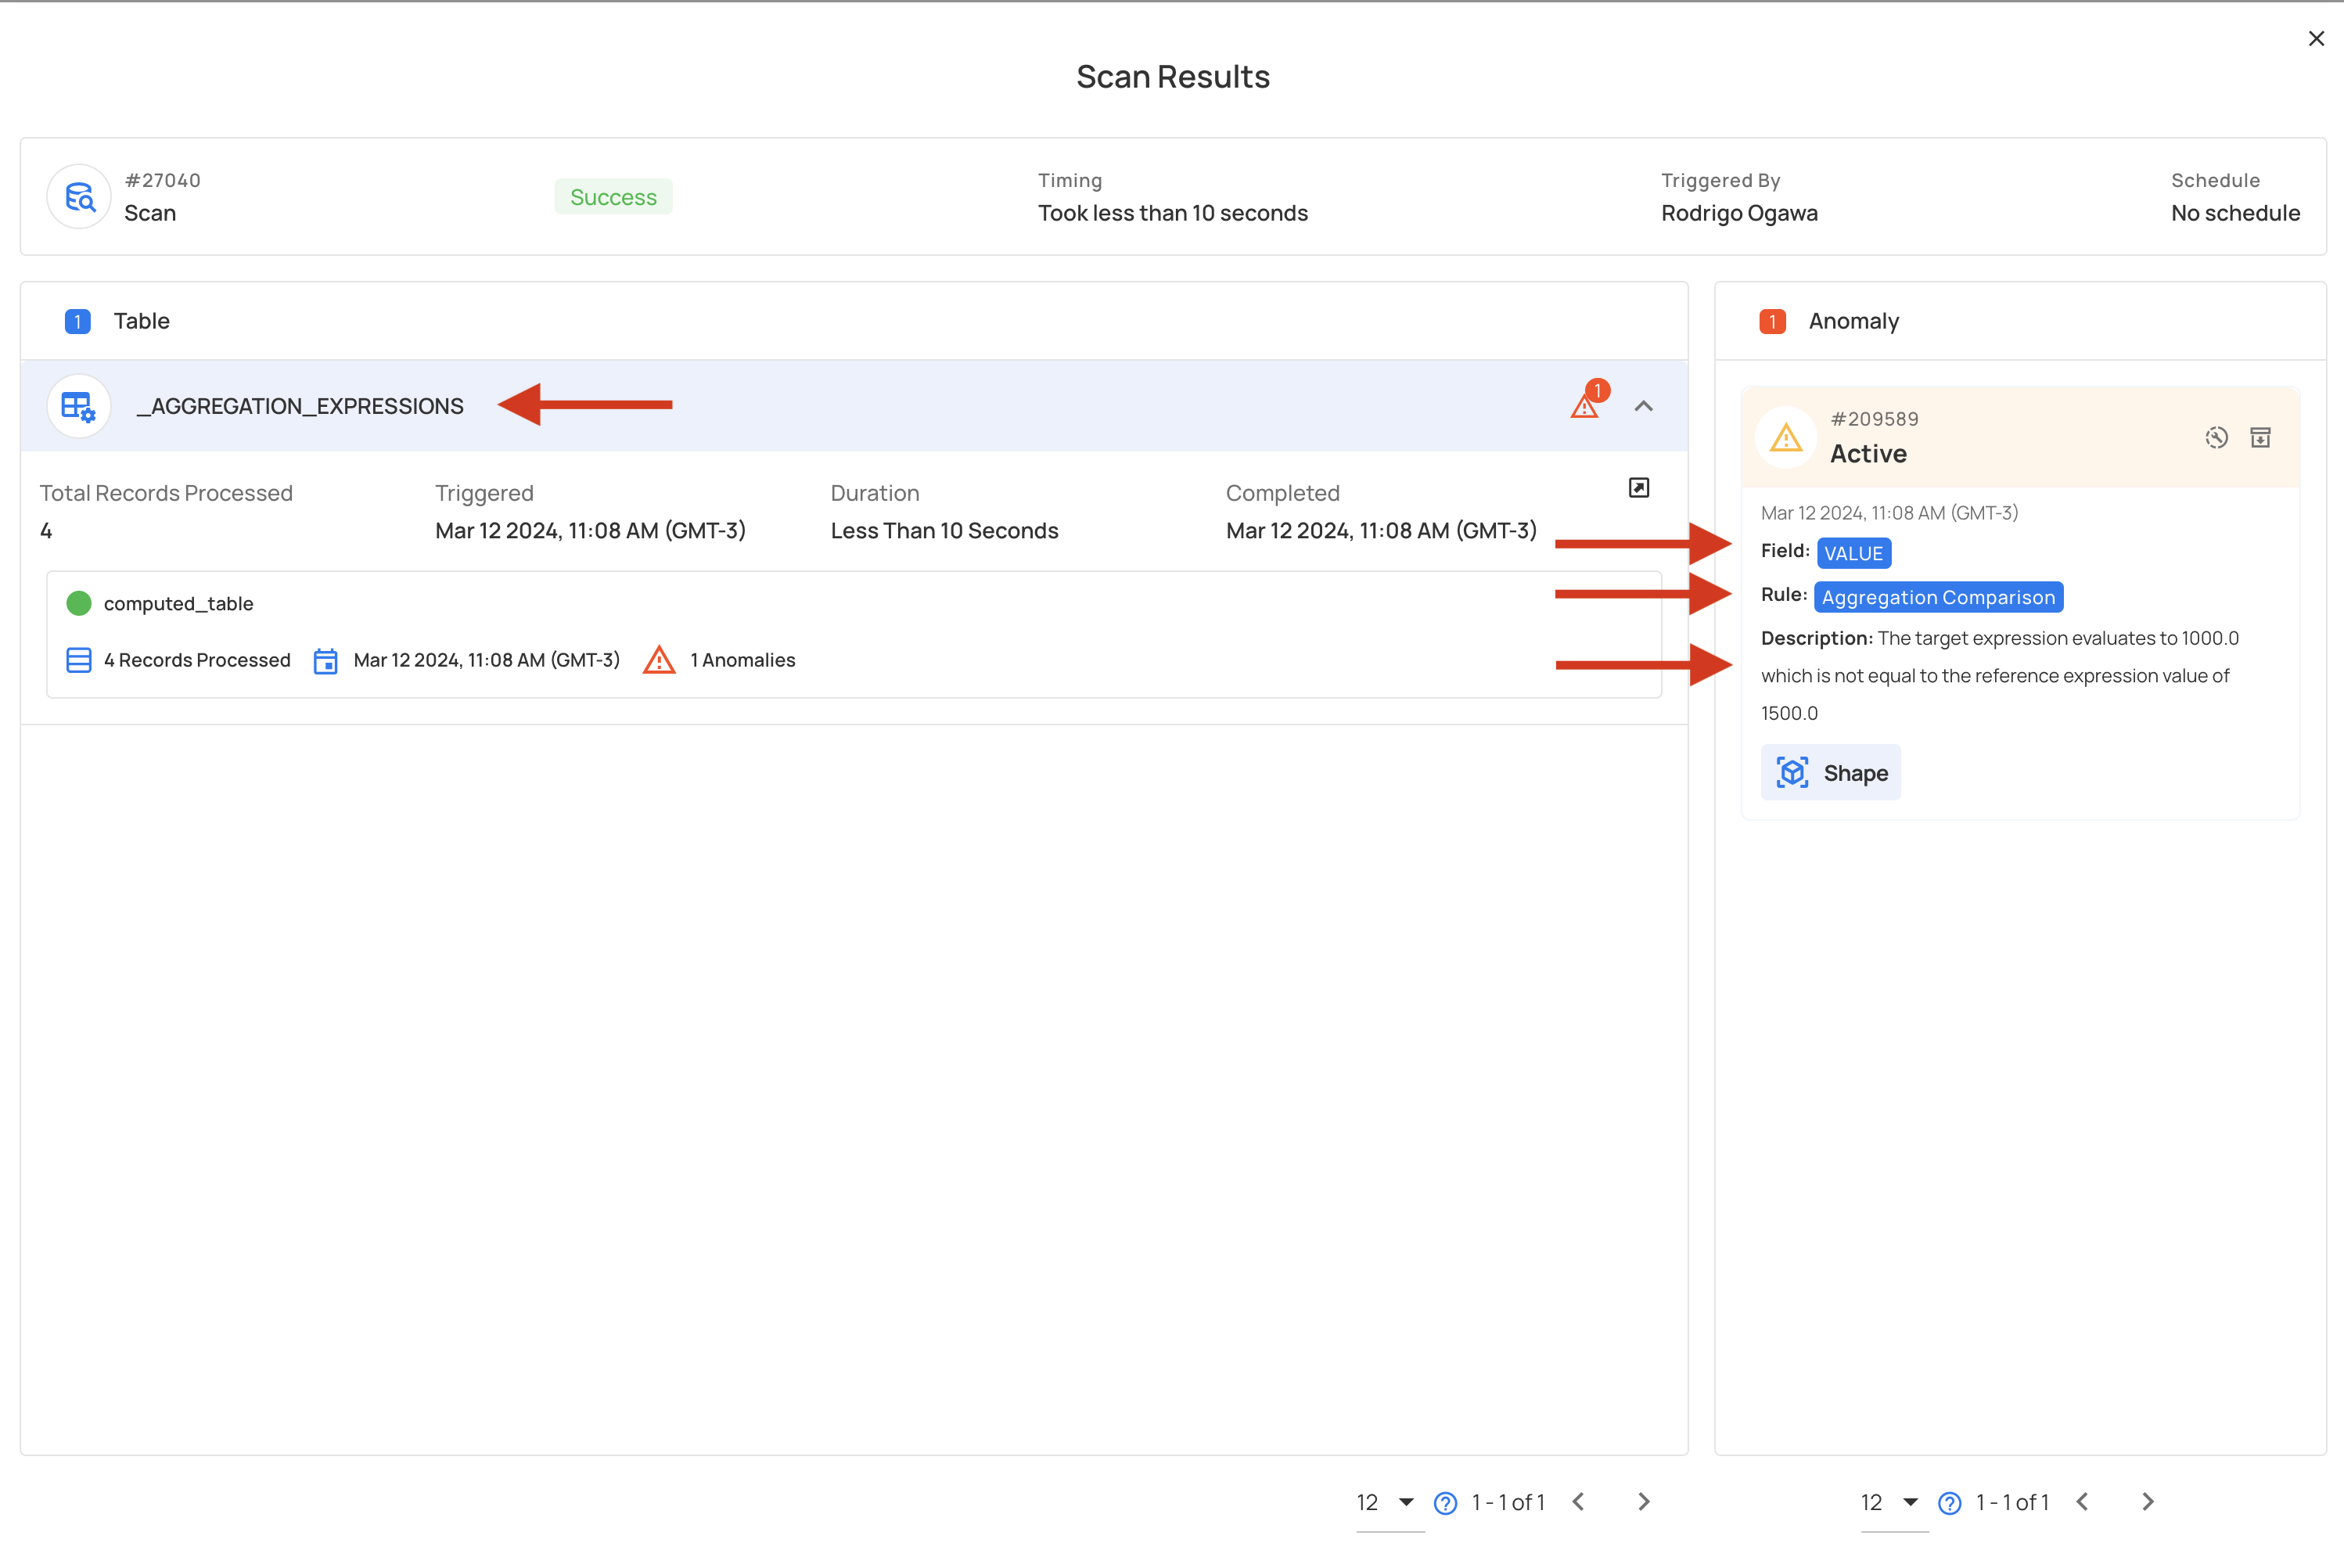 Scan Results
#27040
Scan
Success
Timing
Took less than 10 seconds
Triggered By
Rodrigo Ogawa
Schedule
No schedule
1 Table
_AGGREGATION_EXPRESSIONS
1
Total Records Processed
4
Triggered
Mar 12 2024, 11:08 AM (GMT-3)
Duration
Less Than 10 Seconds
Completed
Mar 12 2024, 11:08 AM (GMT-3)
computed_table
4 Records Processed Mar 12 2024, 11:08 AM (GMT-3) 1 Anomalies
12 1 - 1 of 1
1 Anomaly
#209589
Active
Mar 12 2024, 11:08 AM (GMT-3)
Field: VALUE
Rule: Aggregation Comparison
Description: The target expression evaluates to 1000.0
which is not equal to the reference expression value of
1500.0
Shape
12 1 - 1 of 1